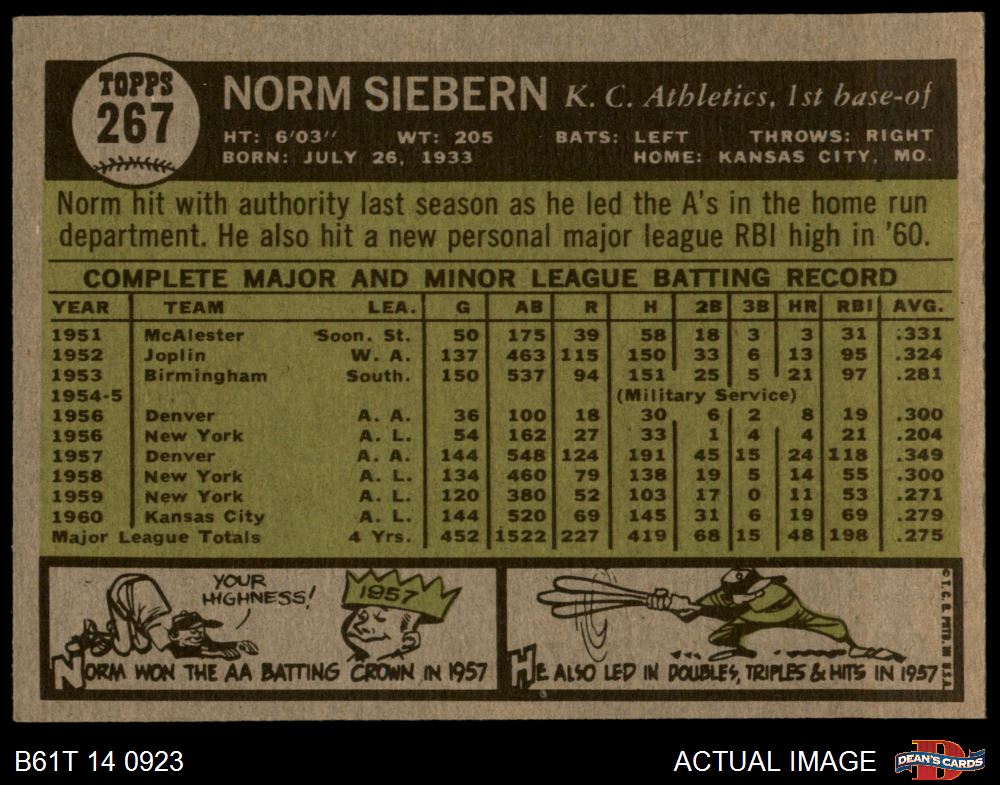 TOPPS
267
NORM SIEBERN K. C. Athletics, 1st base-of
HT: 6'03" WT: 205 BATS: LEFT THROWS: RIGHT
BORN: JULY 26, 1933 HOME: KANSAS CITY, MO.
Norm hit with authority last season as he led the A's in the home run
department. He also hit a new personal major league RBI high in '60.
COMPLETE MAJOR AND MINOR LEAGUE BATTING RECORD
YEAR TEAM LEA. G AB R H 2B 3B HR RBI AVG.
1951 McAlester Soon. St. 50 175 39 58 18 3 3 31 .331
1952 Joplin W. A. 137 463 115 150 33 6 13 95 .324
1953 Birmingham South. 150 537 94 151 25 5 21 97 .281
1954-5 (Military Service)
1956 Denver A. A. 36 100 18 30 6 2 8 19 .300
1956 New York A. L. 54 162 27 33 1 4 4 21 .204
1957 Denver A. A. 144 548 124 191 45 15 24 118 .349
1958 New York A. L. 134 460 79 138 19 5 14 55 .300
1959 New York A. L. 120 380 52 103 17 0 11 53 .271
1960 Kansas City A. L. 144 520 69 145 31 6 19 69 .279
Major League Totals 4 Yrs. 452 1522 227 419 68 15 48 198 .275
YOUR
HIGHNESS!
1957
NORM WON THE AA BATTING CROWN IN 1957
HE ALSO LED IN DOUBLES, TRIPLES & HITS IN 1957
© T. C. G. PRTD. IN U.S.A.
B61T 14 0923
ACTUAL IMAGE
DEAN'S CARDS